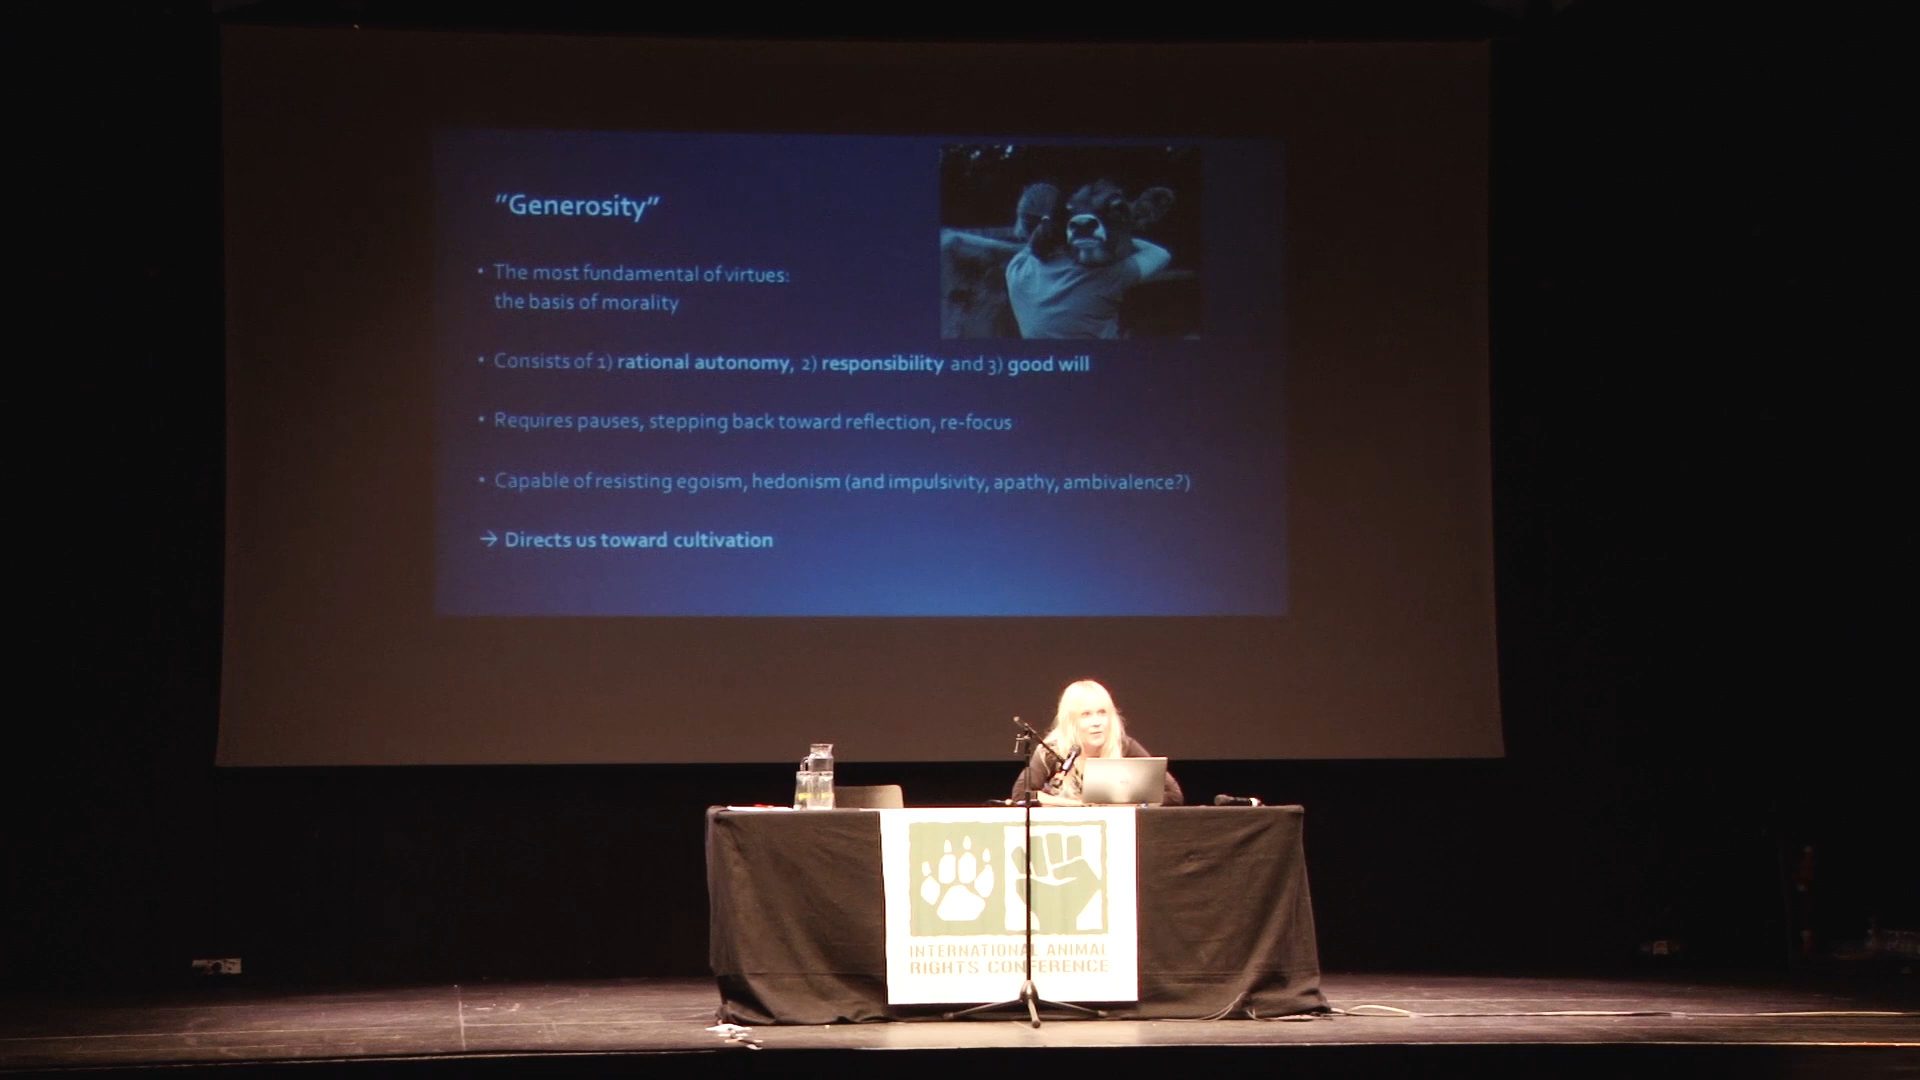 "Generosity"
• The most fundamental of virtues:
the basis of morality
• Consists of 1) rational autonomy, 2) responsibility and 3) good will
• Requires pauses, stepping back toward reflection, re-focus
• Capable of resisting egoism, hedonism (and impulsivity, apathy, ambivalence?)
→ Directs us toward cultivation
INTERNATIONAL ANIMAL
RIGHTS CONFERENCE